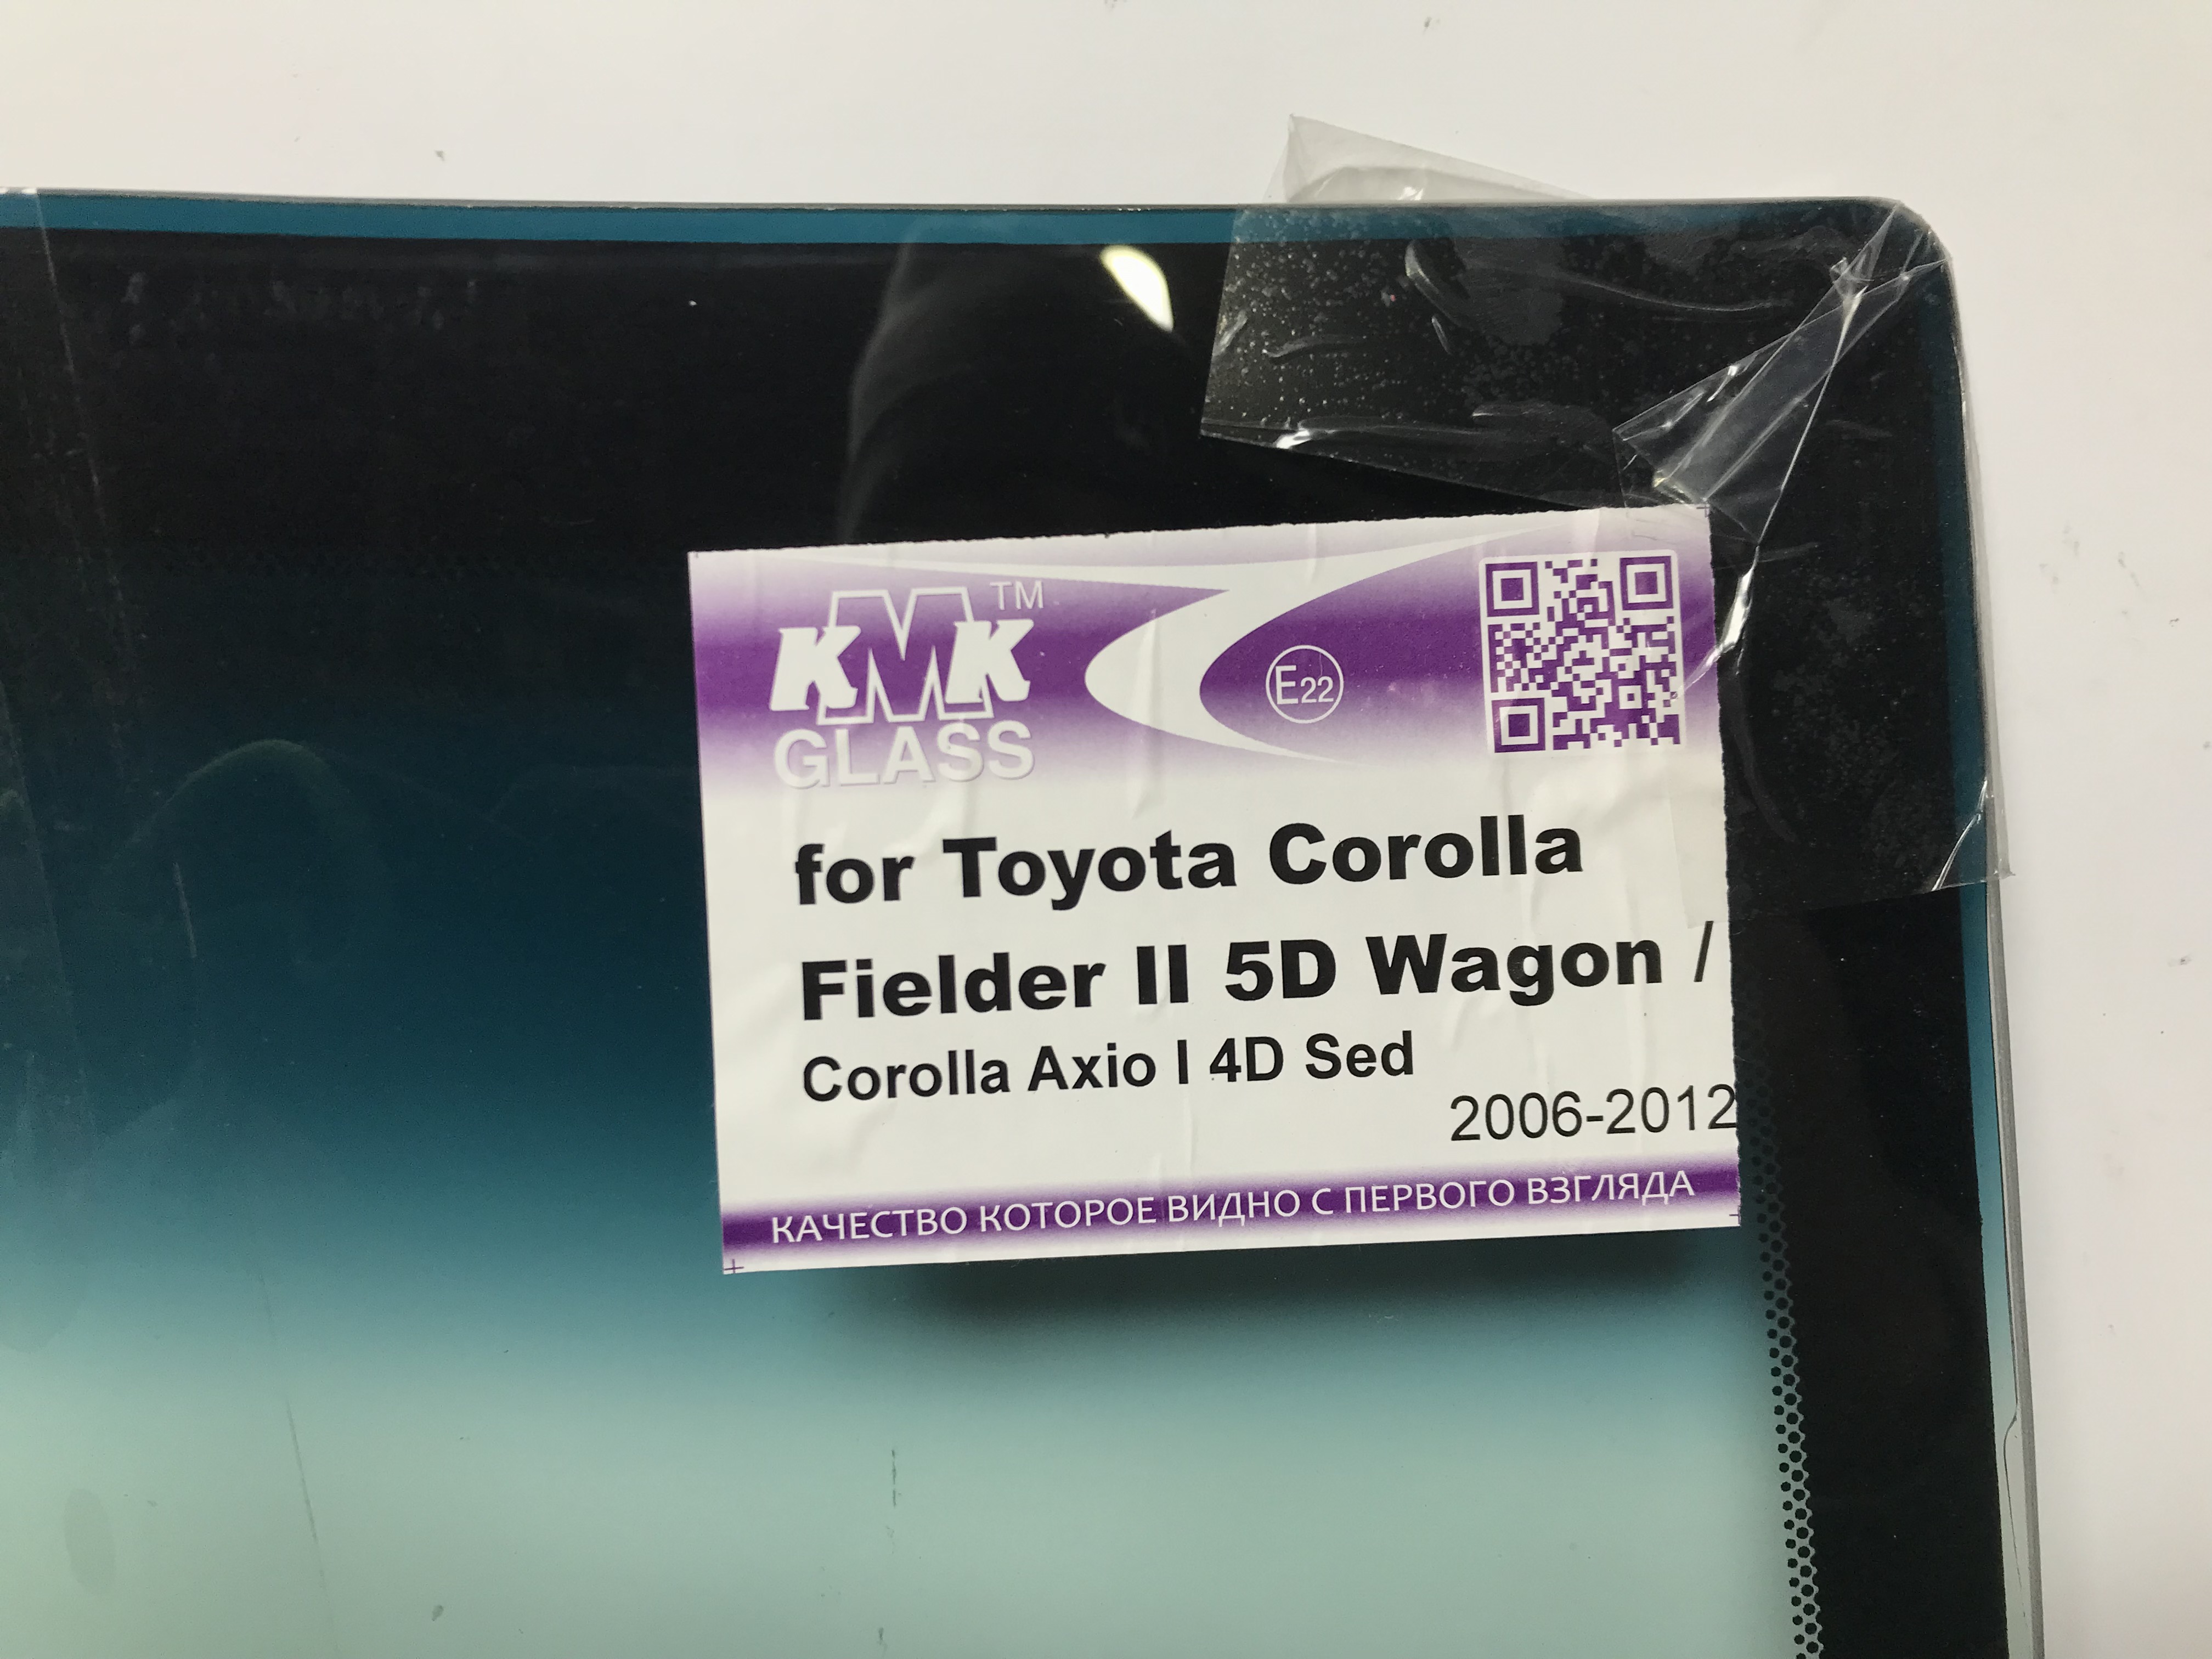 KMK TM
GLASS
E22
for Toyota Corolla
Fielder II 5D Wagon /
Corolla Axio I 4D Sed
2006-2012
КАЧЕСТВО КОТОРОЕ ВИДНО С ПЕРВОГО ВЗГЛЯДА